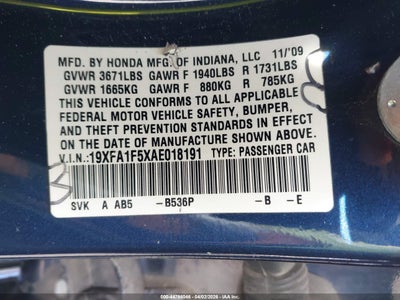 MFD. BY HONDA MFG. OF INDIANA, LLC 11/'09
GVWR 3671LBS GAWR F 1940LBS R 1731LBS
GVWR 1665KG GAWR F 880KG R 785KG
THIS VEHICLE CONFORMS TO ALL APPLICABLE
FEDERAL MOTOR VEHICLE SAFETY, BUMPER,
AND THEFT PREVENTION STANDARDS IN EFFECT
ON THE DATE OF MANUFACTURE SHOWN ABOVE.
V.I.N.:19XFA1F5XAE018191 TYPE: PASSENGER CAR
SVK A AB5 -B536P -B -E